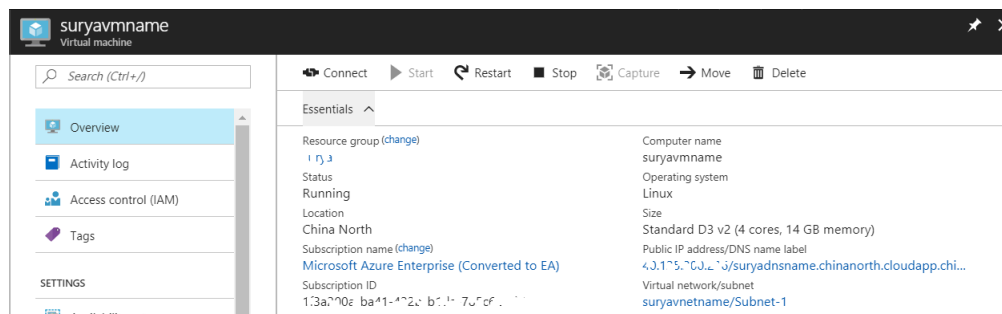 suryavmname
Virtual machine
Search (Ctrl+/)
Connect Start Restart Stop Capture Move Delete
Essentials
Overview
Activity log
Access control (IAM)
Tags
SETTINGS
Resource group (change)
Status
Running
Location
China North
Subscription name (change)
Microsoft Azure Enterprise (Converted to EA)
Subscription ID
Computer name
suryavmname
Operating system
Linux
Size
Standard D3 v2 (4 cores, 14 GB memory)
Public IP address/DNS name label
/suryadnsname.chinanorth.cloudapp.chi...
Virtual network/subnet
suryavnetname/Subnet-1